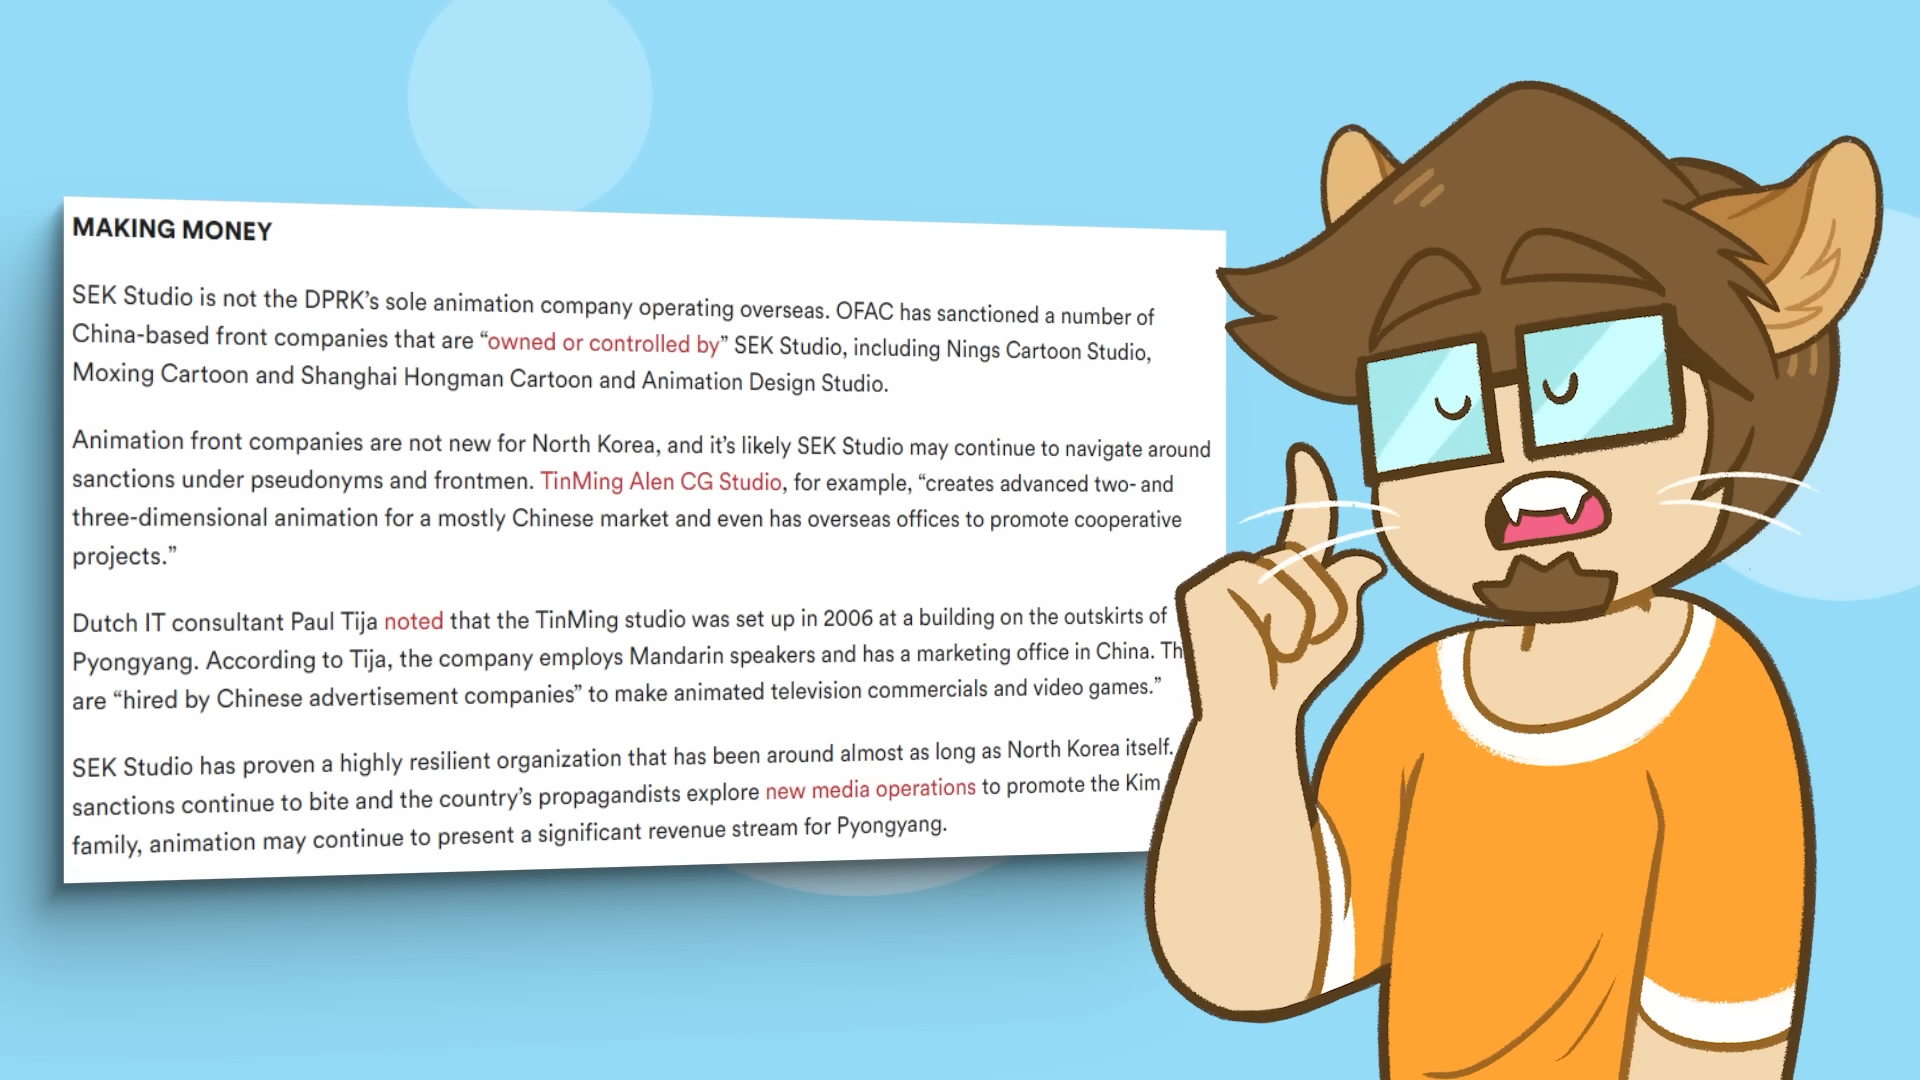 MAKING MONEY
SEK Studio is not the DPRK’s sole animation company operating overseas. OFAC has sanctioned a number of
China-based front companies that are “owned or controlled by” SEK Studio, including Nings Cartoon Studio,
Moxing Cartoon and Shanghai Hongman Cartoon and Animation Design Studio.
Animation front companies are not new for North Korea, and it’s likely SEK Studio may continue to navigate around
sanctions under pseudonyms and frontmen. TinMing Alen CG Studio, for example, “creates advanced two- and
three-dimensional animation for a mostly Chinese market and even has overseas offices to promote cooperative
projects.”
Dutch IT consultant Paul Tija noted that the TinMing studio was set up in 2006 at a building on the outskirts of
Pyongyang. According to Tija, the company employs Mandarin speakers and has a marketing office in China.
are “hired by Chinese advertisement companies” to make animated television commercials and video games.”
SEK Studio has proven a highly resilient organization that has been around almost as long as North Korea itself.
sanctions continue to bite and the country’s propagandists explore new media operations to promote the Kim
family, animation may continue to present a significant revenue stream for Pyongyang.